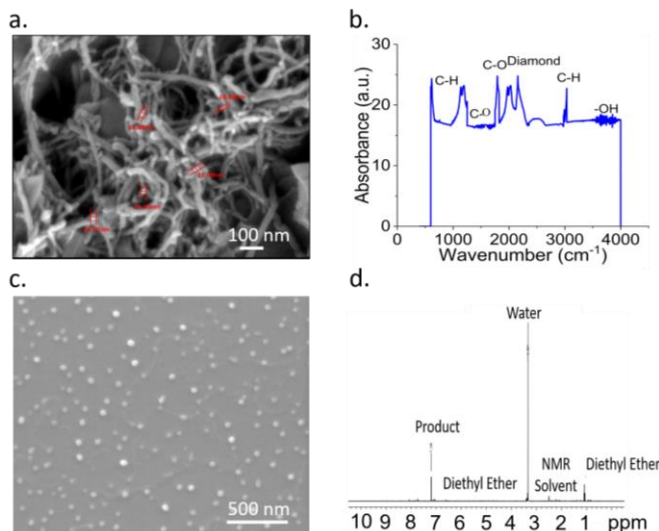 a.
100 nm
b.
Absorbance (a.u.)
30
20
10
0
C-H
C-O
C-O
Diamond
C-H
-OH
0 1000 2000 3000 4000
Wavenumber (cm-1)
c.
500 nm
d.
Water
Product
Diethyl Ether
NMR
Solvent
Diethyl Ether
10 9 8 7 6 5 4 3 2 1 ppm